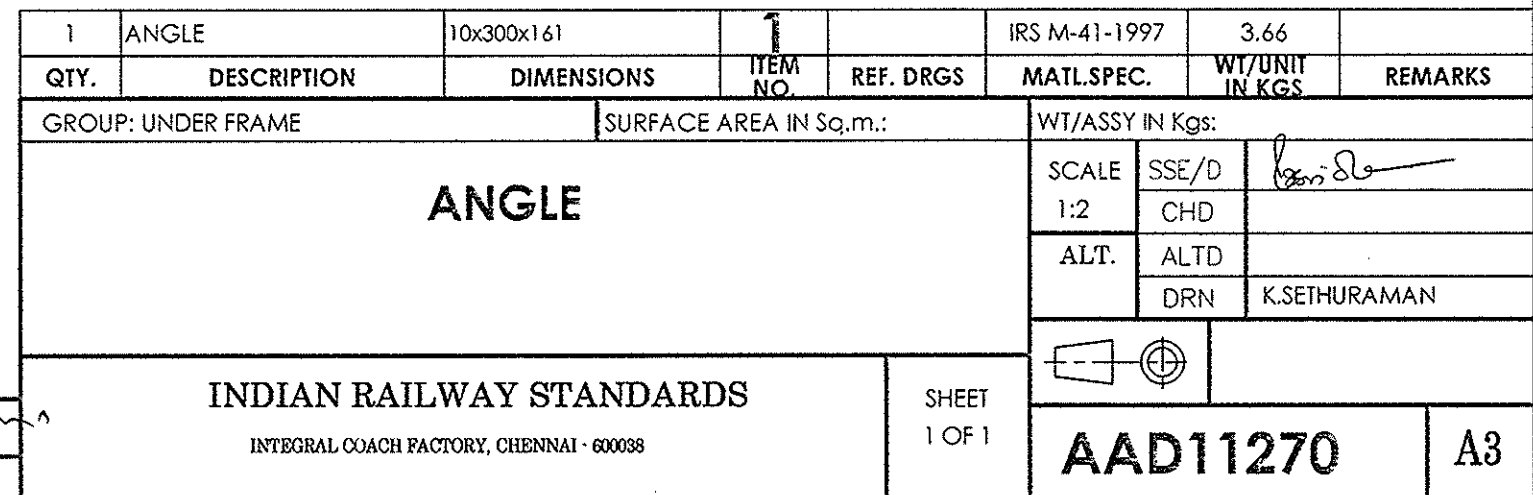 1 ANGLE 10x300x161 1 IRS M-41-1997 3.66
QTY. DESCRIPTION DIMENSIONS ITEM NO. REF. DRGS MATL.SPEC. WT/UNIT IN KGS REMARKS
GROUP: UNDER FRAME SURFACE AREA IN Sq.m.: WT/ASSY IN Kgs:
ANGLE
SCALE SSE/D
1:2 CHD
ALT. ALTD
DRN K.SETHURAMAN
INDIAN RAILWAY STANDARDS
INTEGRAL COACH FACTORY, CHENNAI - 600038
SHEET
1 OF 1
AAD11270 A3